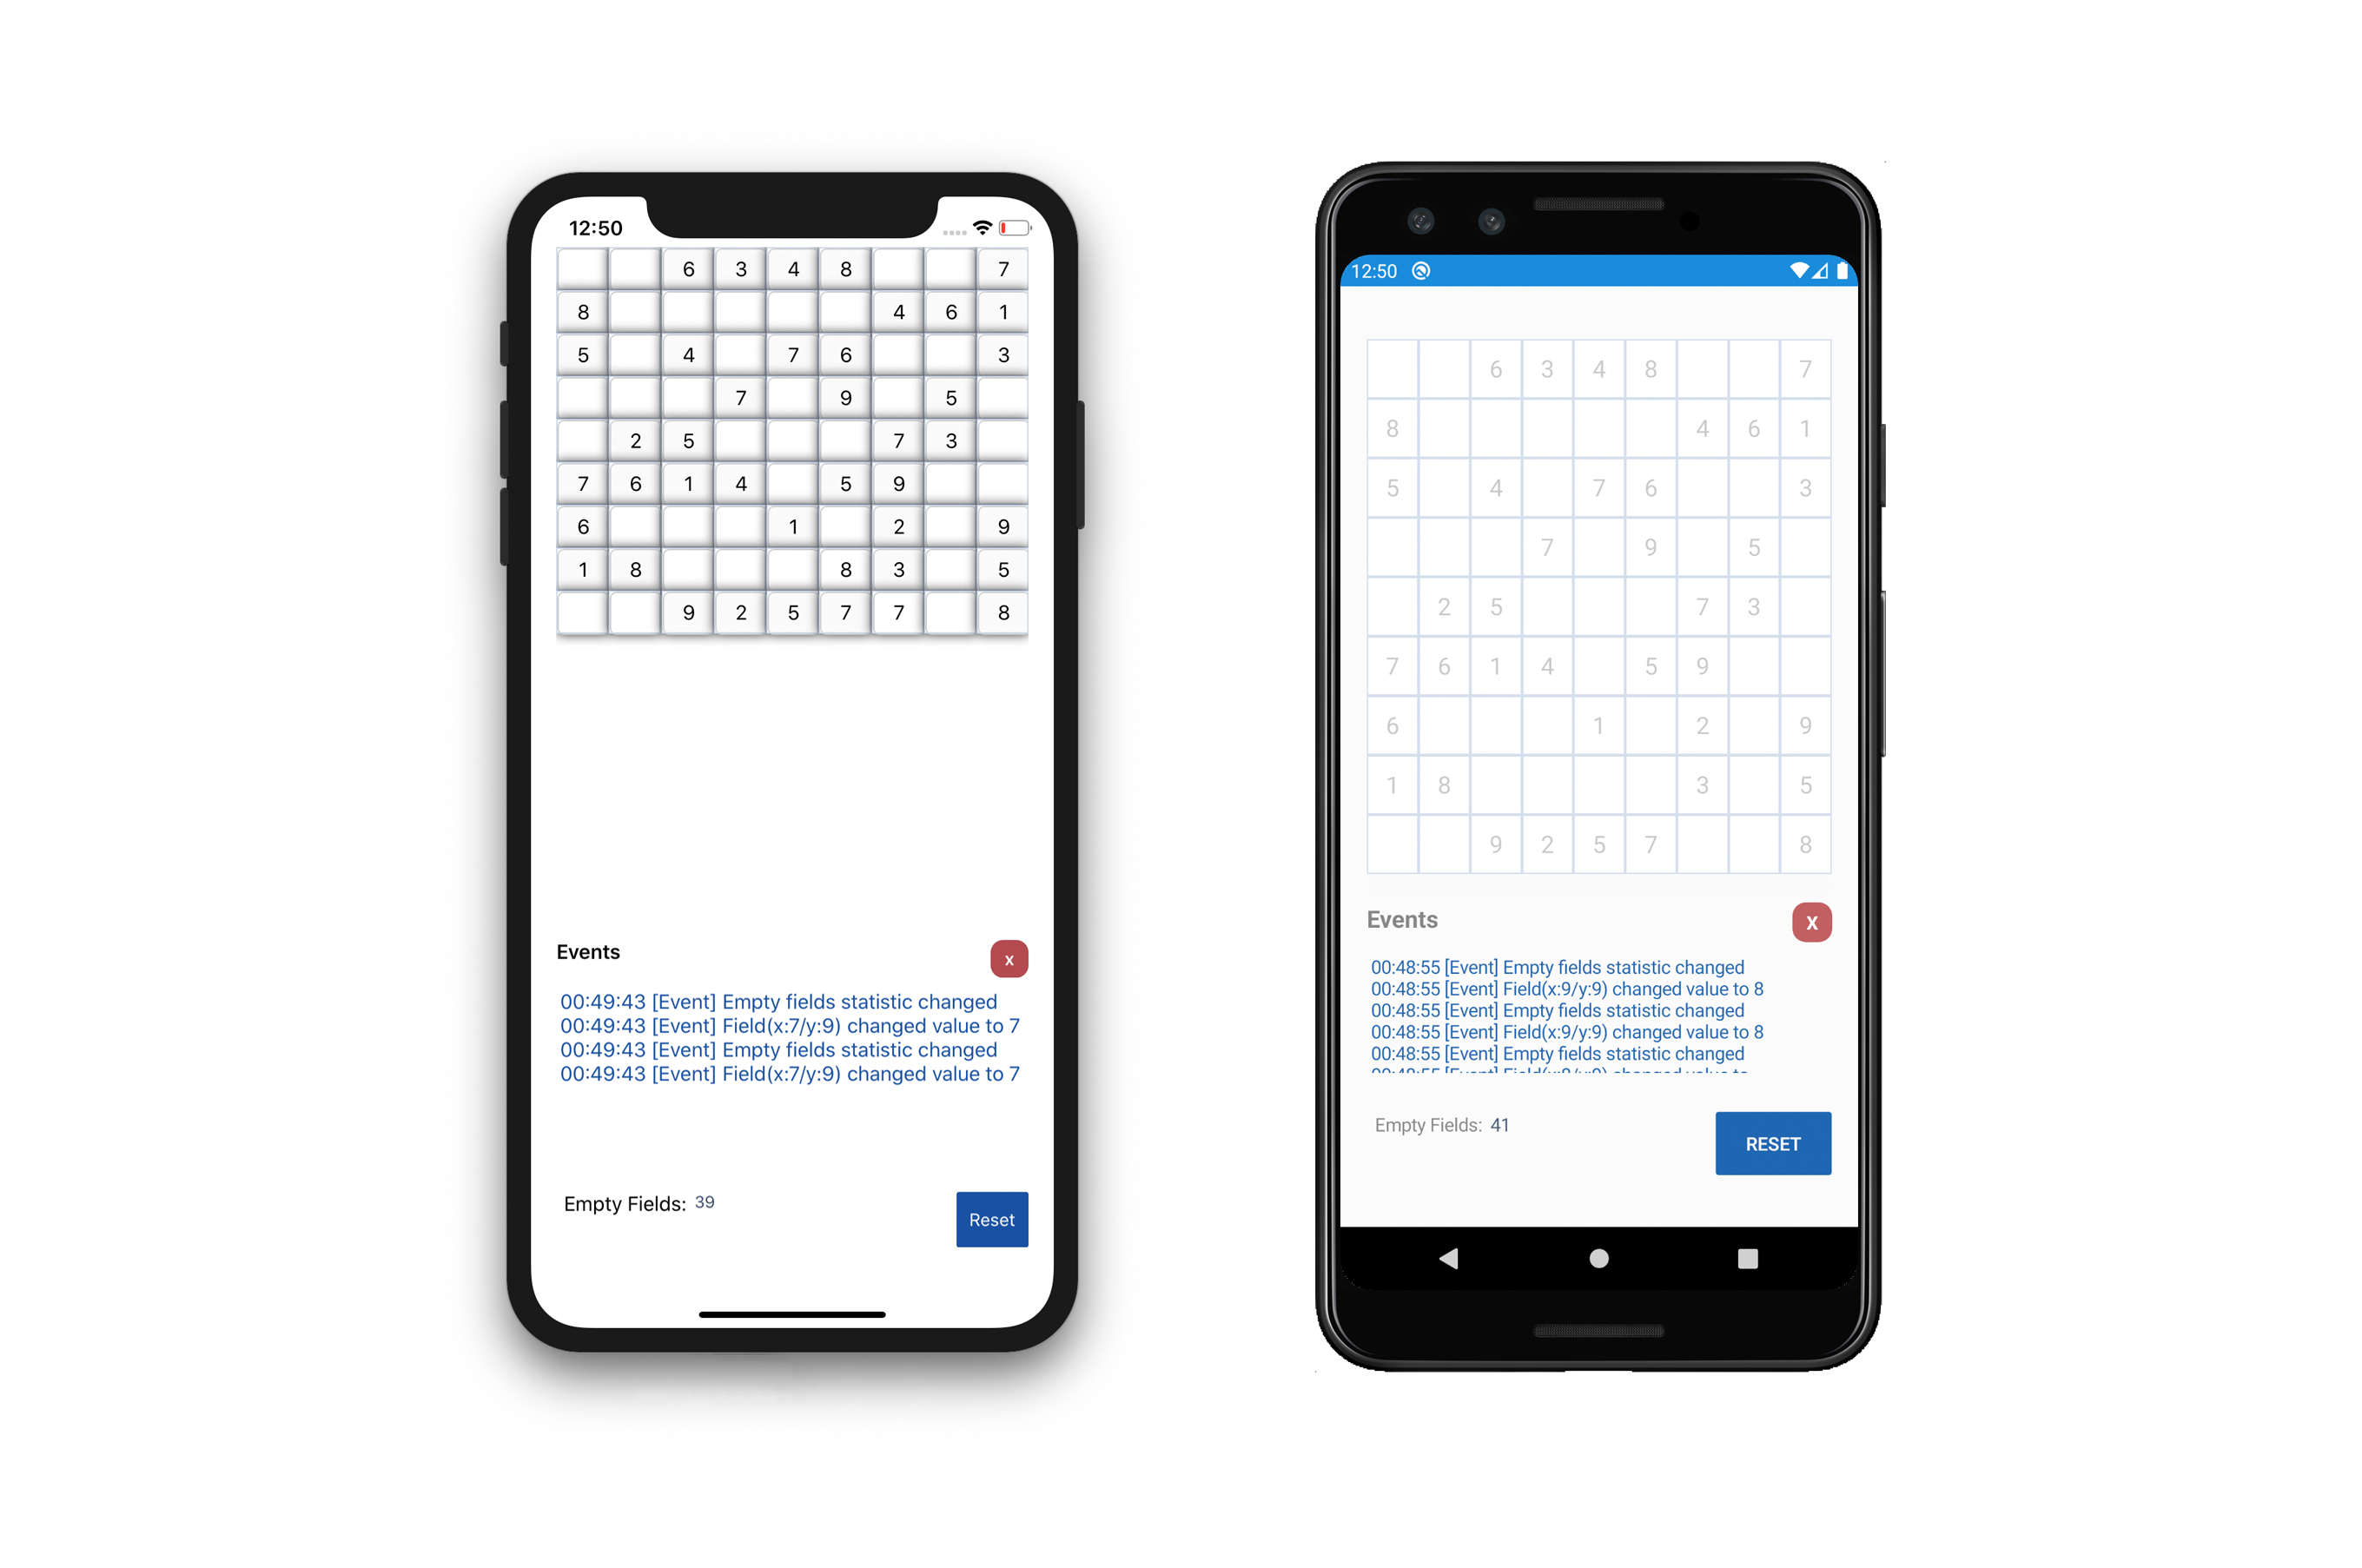 12:50
6 3 4 8 7
8 4 6 1
5 4 7 6 3
7 9 5
2 5 7 3
7 6 1 4 5 9
6 1 2 9
1 8 8 3 5
9 2 5 7 7 8
Events
x
00:49:43 [Event] Empty fields statistic changed
00:49:43 [Event] Field(x:7/y:9) changed value to 7
00:49:43 [Event] Empty fields statistic changed
00:49:43 [Event] Field(x:7/y:9) changed value to 7
Empty Fields: 39
Reset
12:50
6 3 4 8 7
8 4 6 1
5 4 7 6 3
7 9 5
2 5 7 3
7 6 1 4 5 9
6 1 2 9
1 8 3 5
9 2 5 7 8
Events
X
00:48:55 [Event] Empty fields statistic changed
00:48:55 [Event] Field(x:9/y:9) changed value to 8
00:48:55 [Event] Empty fields statistic changed
00:48:55 [Event] Field(x:9/y:9) changed value to 8
00:48:55 [Event] Empty fields statistic changed
Empty Fields: 41
RESET